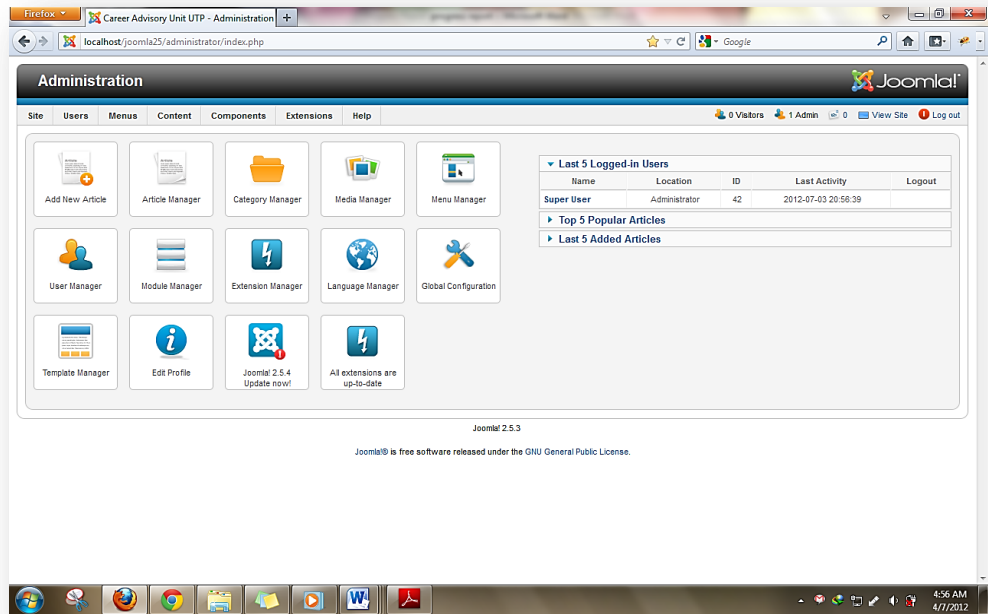 Firefox
Career Advisory Unit UTP - Administration
progress report - Microsoft Word
localhost/joomla25/administrator/index.php
Google
Administration
Joomla!
Site Users Menus Content Components Extensions Help
0 Visitors 1 Admin 0 View Site Log out
Add New Article
Article Manager
Category Manager
Media Manager
Menu Manager
User Manager
Module Manager
Extension Manager
Language Manager
Global Configuration
Template Manager
Edit Profile
Joomla! 2.5.4
Update now!
All extensions are
up-to-date
Last 5 Logged-in Users
Name Location ID Last Activity Logout
Super User Administrator 42 2012-07-03 20:56:39
Top 5 Popular Articles
Last 5 Added Articles
Joomla! 2.5.3
Joomla!® is free software released under the GNU General Public License.
4:56 AM
4/7/2012